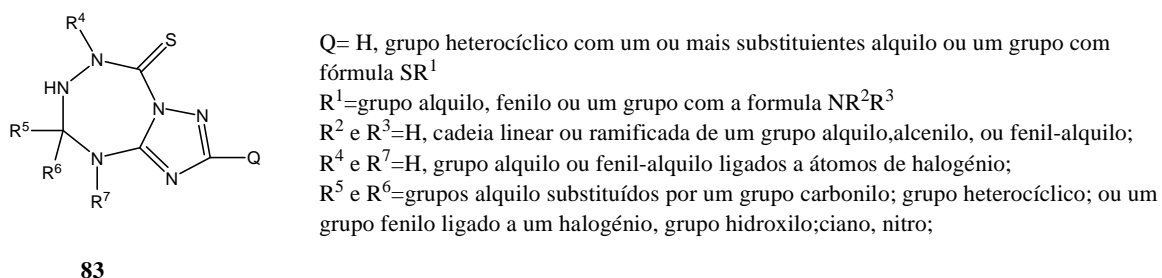 R⁴
S
N
HN
N
N
R⁵
N
R⁶
N
Q
R⁷
83
Q= H, grupo heterocíclico com um ou mais substituientes alquilo ou um grupo com
fórmula SR¹
R¹=grupo alquilo, fenilo ou um grupo com a formula NR²R³
R² e R³=H, cadeia linear ou ramificada de um grupo alquilo,alcenilo, ou fenil-alquilo;
R⁴ e R⁷=H, grupo alquilo ou fenil-alquilo ligados a átomos de halogénio;
R⁵ e R⁶=grupos alquilo substituídos por um grupo carbonilo; grupo heterocíclico; ou um
grupo fenilo ligado a um halogénio, grupo hidroxilo;ciano, nitro;